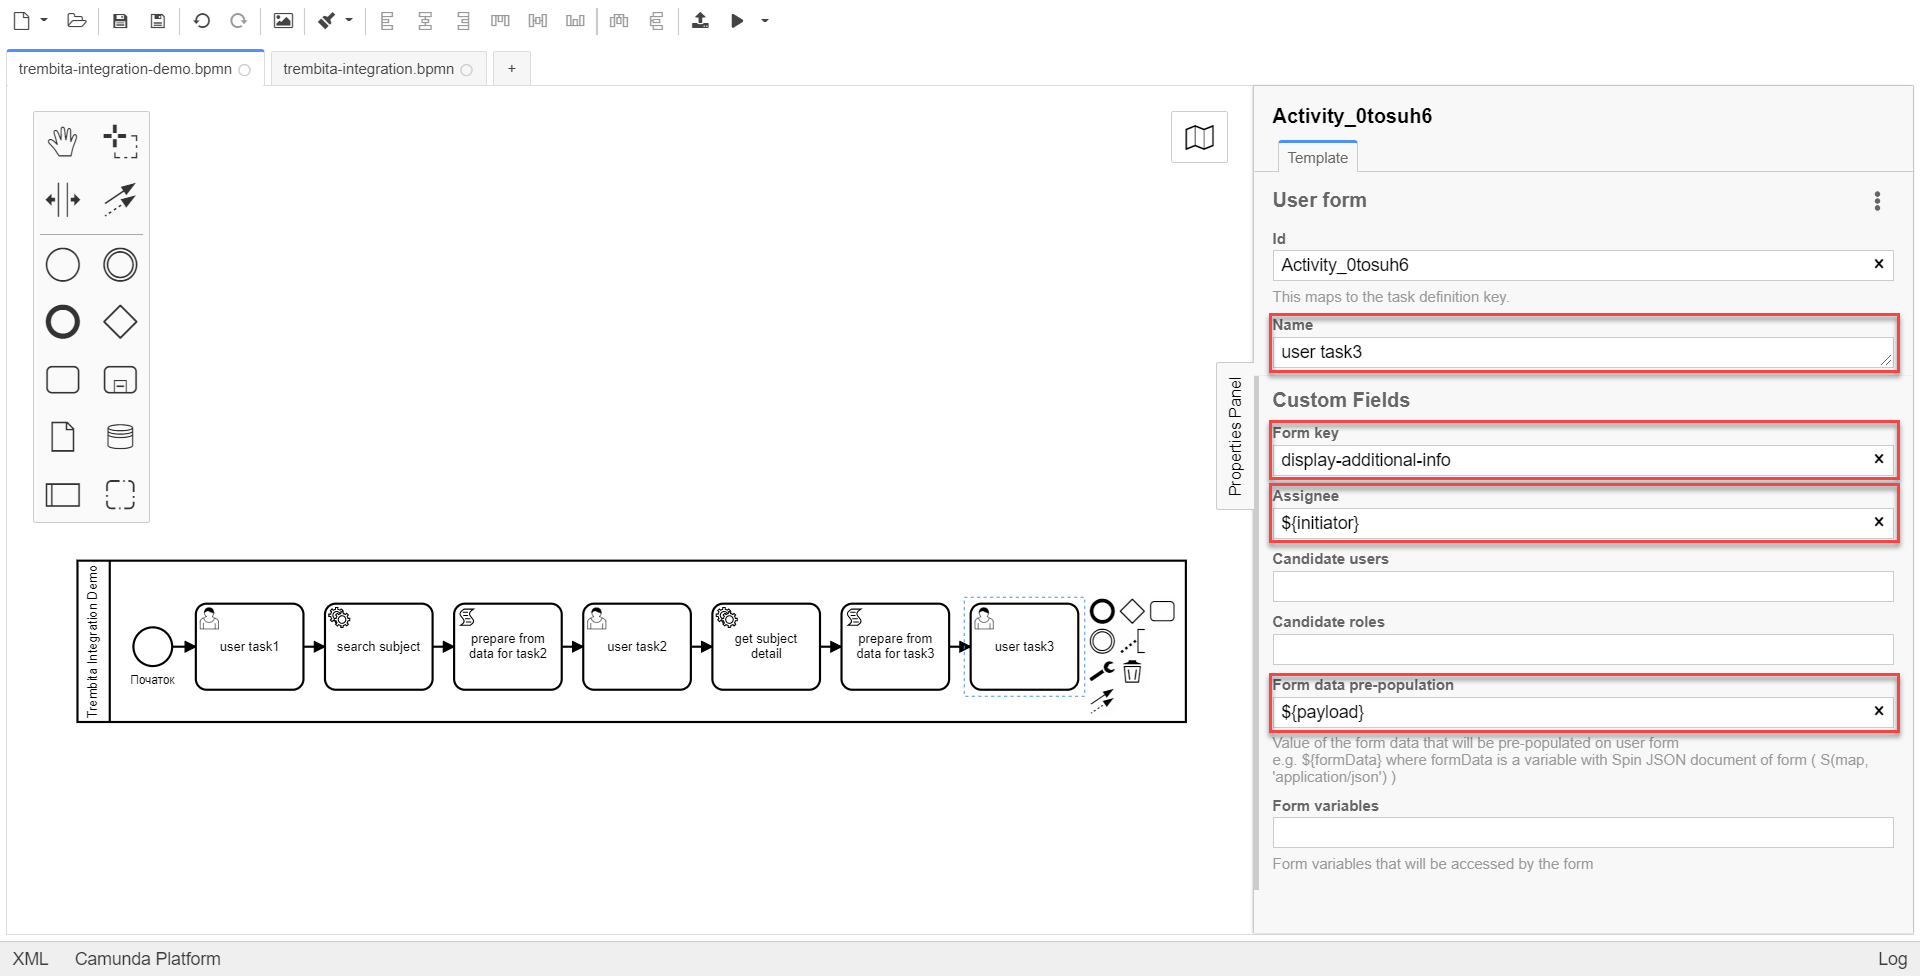 trembita-integration-demo.bpmn
trembita-integration.bpmn
+
Activity_0tosuh6
Template
User form
Id
Activity_0tosuh6
This maps to the task definition key.
Name
user task3
Custom Fields
Form key
display-additional-info
Assignee
${initiator}
Candidate users
Candidate roles
Form data pre-population
${payload}
Value of the form data that will be pre-populated on user form
e.g. ${formData} where formData is a variable with Spin JSON document of form ( S(map,
'application/json') )
Form variables
Form variables that will be accessed by the form
Properties Panel
Trembita Integration Demo
Початок
user task1
search subject
prepare from
data for task2
user task2
get subject
detail
prepare from
data for task3
user task3
XML
Camunda Platform
Log